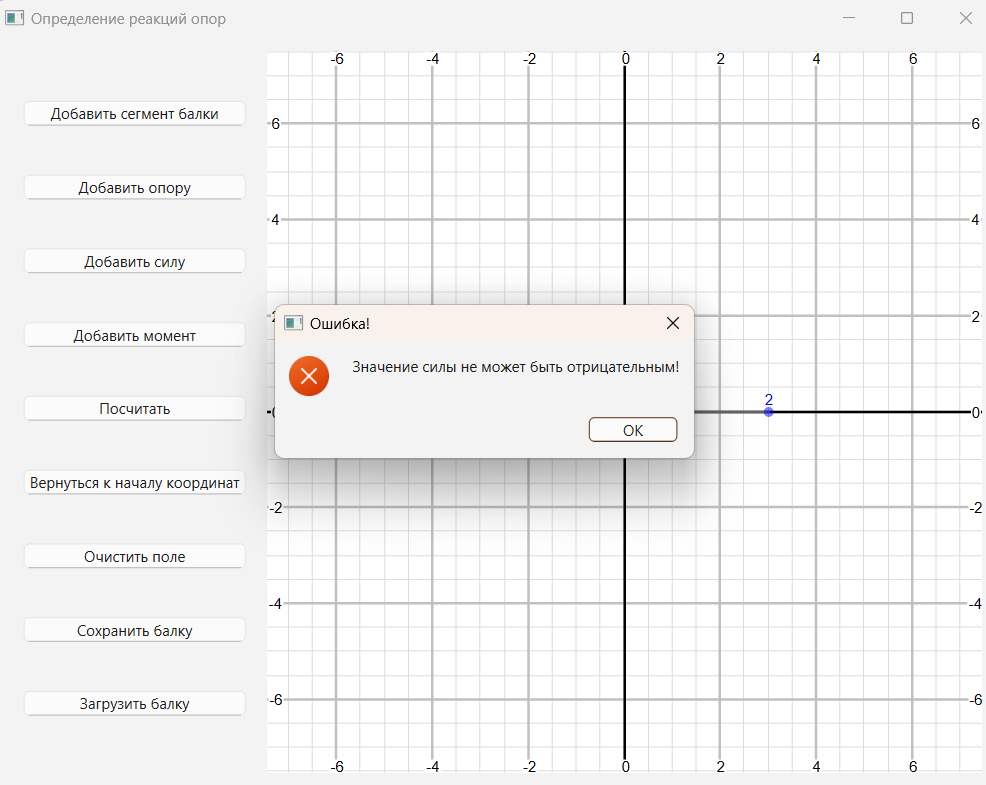 Определение реакций опор
-6 -4 -2 0 2 4 6
Добавить сегмент балки
6 6
Добавить опору
4 4
Добавить силу
2 2
Ошибка!
Добавить момент
Значение силы не может быть отрицательным!
2
Посчитать
0 0
OK
Вернуться к началу координат
-2 -2
Очистить поле
-4 -4
Сохранить балку
Загрузить балку
-6 -6
-6 -4 -2 0 2 4 6